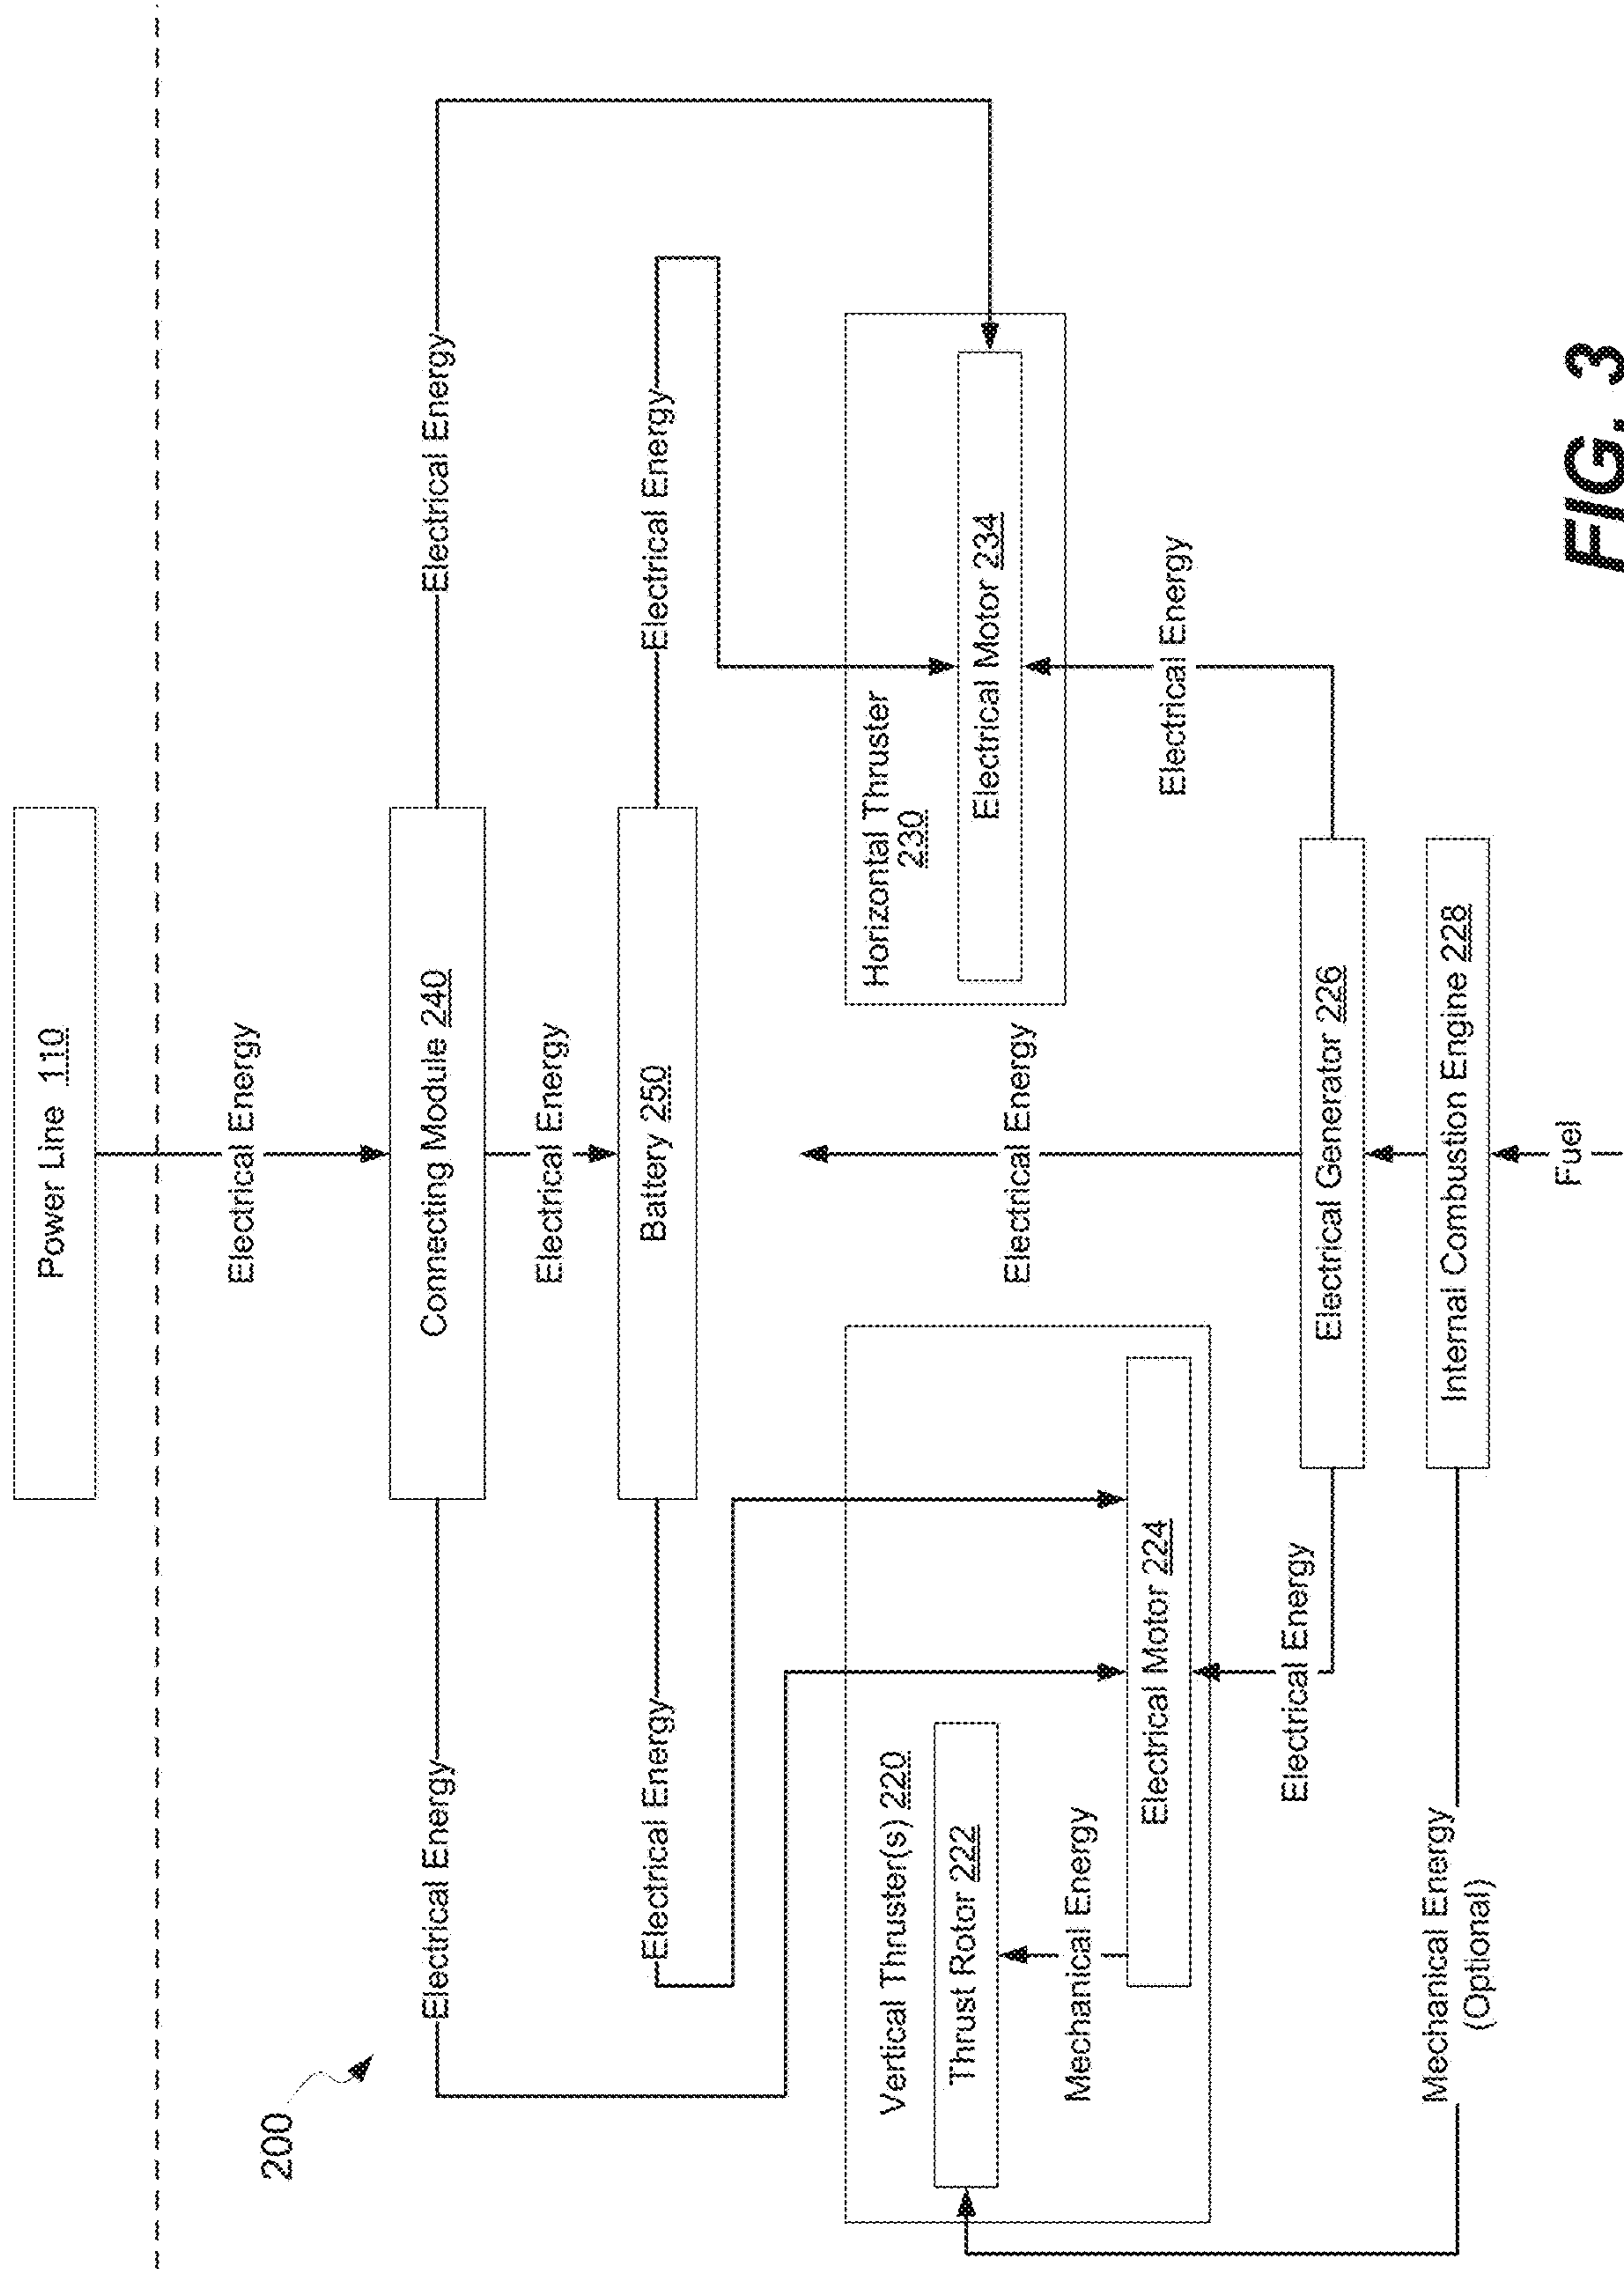 Power Line 110
Electrical Energy
200
Electrical Energy
Connecting Module 240
Electrical Energy
Electrical Energy
Electrical Energy
Battery 250
Electrical Energy
Vertical Thruster(s) 220
Thrust Rotor 222
Mechanical Energy
Electrical Motor 224
Electrical Energy
Horizontal Thruster
230
Electrical Motor 234
Electrical Energy
Electrical Energy
Electrical Generator 226
Mechanical Energy
(Optional)
Internal Combustion Engine 228
Fuel
FIG. 3